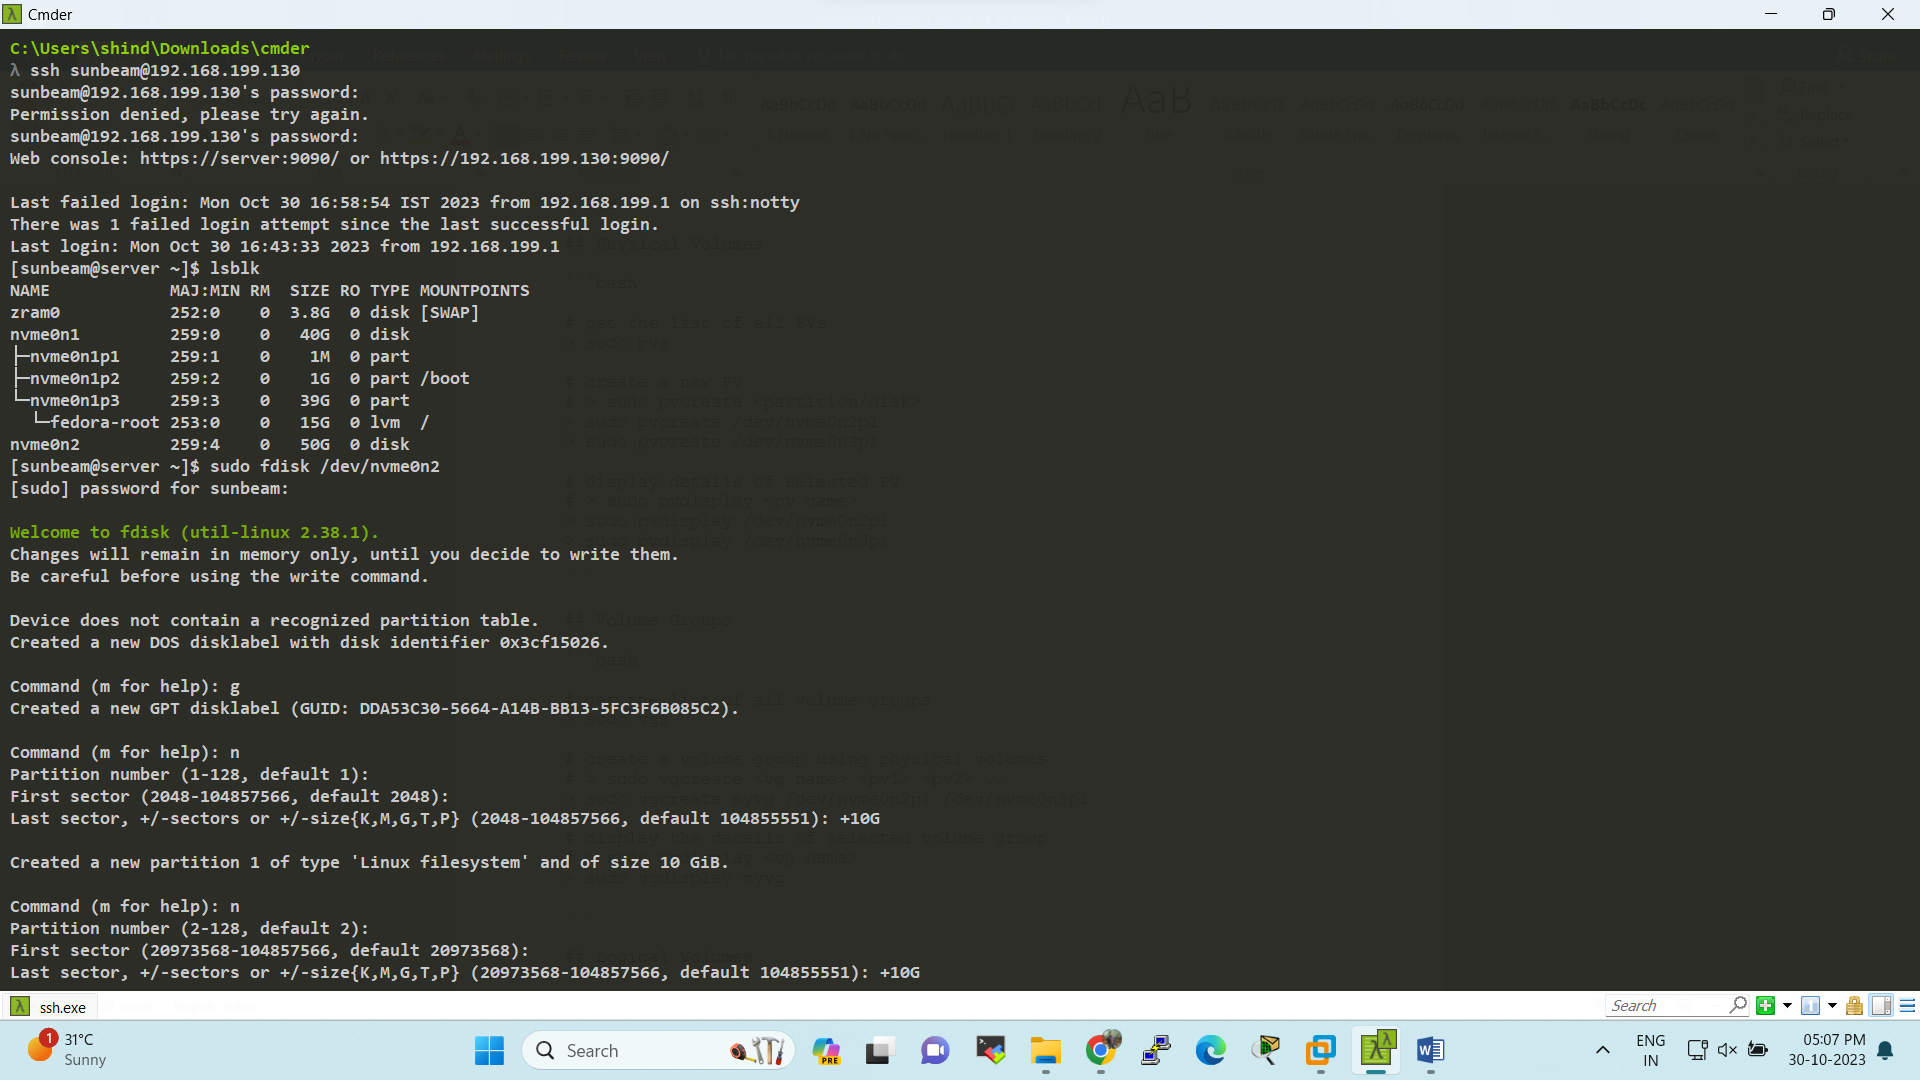 Cmder
C:\Users\shind\Downloads\cmder
λ ssh sunbeam@192.168.199.130
sunbeam@192.168.199.130's password:
Permission denied, please try again.
sunbeam@192.168.199.130's password:
Web console: https://server:9090/ or https://192.168.199.130:9090/
Last failed login: Mon Oct 30 16:58:54 IST 2023 from 192.168.199.1 on ssh:notty
There was 1 failed login attempt since the last successful login.
Last login: Mon Oct 30 16:43:33 2023 from 192.168.199.1
[sunbeam@server ~]$ lsblk
NAME MAJ:MIN RM SIZE RO TYPE MOUNTPOINTS
zram0 252:0 0 3.8G 0 disk [SWAP]
nvme0n1 259:0 0 40G 0 disk
├─nvme0n1p1 259:1 0 1M 0 part
├─nvme0n1p2 259:2 0 1G 0 part /boot
└─nvme0n1p3 259:3 0 39G 0 part
└─fedora-root 253:0 0 15G 0 lvm /
nvme0n2 259:4 0 50G 0 disk
[sunbeam@server ~]$ sudo fdisk /dev/nvme0n2
[sudo] password for sunbeam:
Welcome to fdisk (util-linux 2.38.1).
Changes will remain in memory only, until you decide to write them.
Be careful before using the write command.
Device does not contain a recognized partition table.
Created a new DOS disklabel with disk identifier 0x3cf15026.
Command (m for help): g
Created a new GPT disklabel (GUID: DDA53C30-5664-A14B-BB13-5FC3F6B085C2).
Command (m for help): n
Partition number (1-128, default 1):
First sector (2048-104857566, default 2048):
Last sector, +/-sectors or +/-size{K,M,G,T,P} (2048-104857566, default 104855551): +10G
Created a new partition 1 of type 'Linux filesystem' and of size 10 GiB.
Command (m for help): n
Partition number (2-128, default 2):
First sector (20973568-104857566, default 20973568):
Last sector, +/-sectors or +/-size{K,M,G,T,P} (20973568-104857566, default 104855551): +10G
ssh.exe
Search
1
31°C
Sunny
Search
PRE
ENG
IN
05:07 PM
30-10-2023